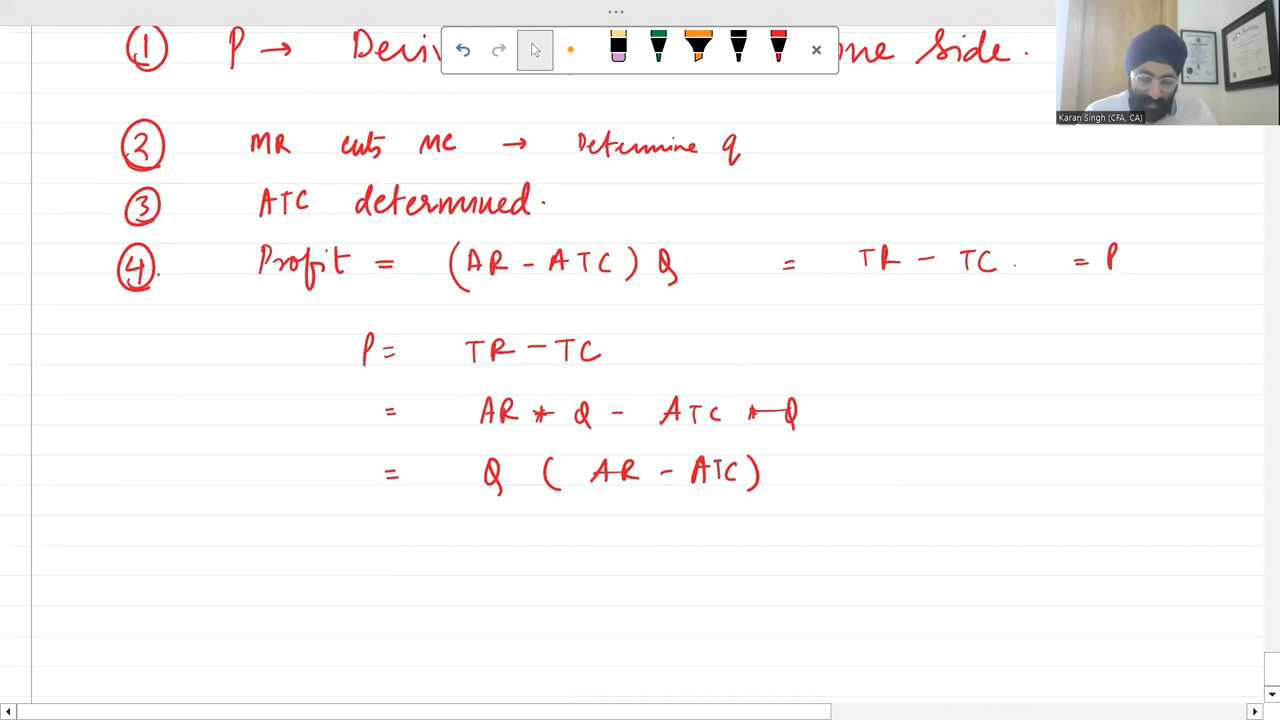 ① P → one side.
② MR cuts MC → Determine q
③ ATC determined.
④. Profit = (AR - ATC) Q = TR - TC. = P
P = TR - TC
= AR * Q - ATC * Q
= Q (AR - ATC)
Karan Singh (CFA, CA)